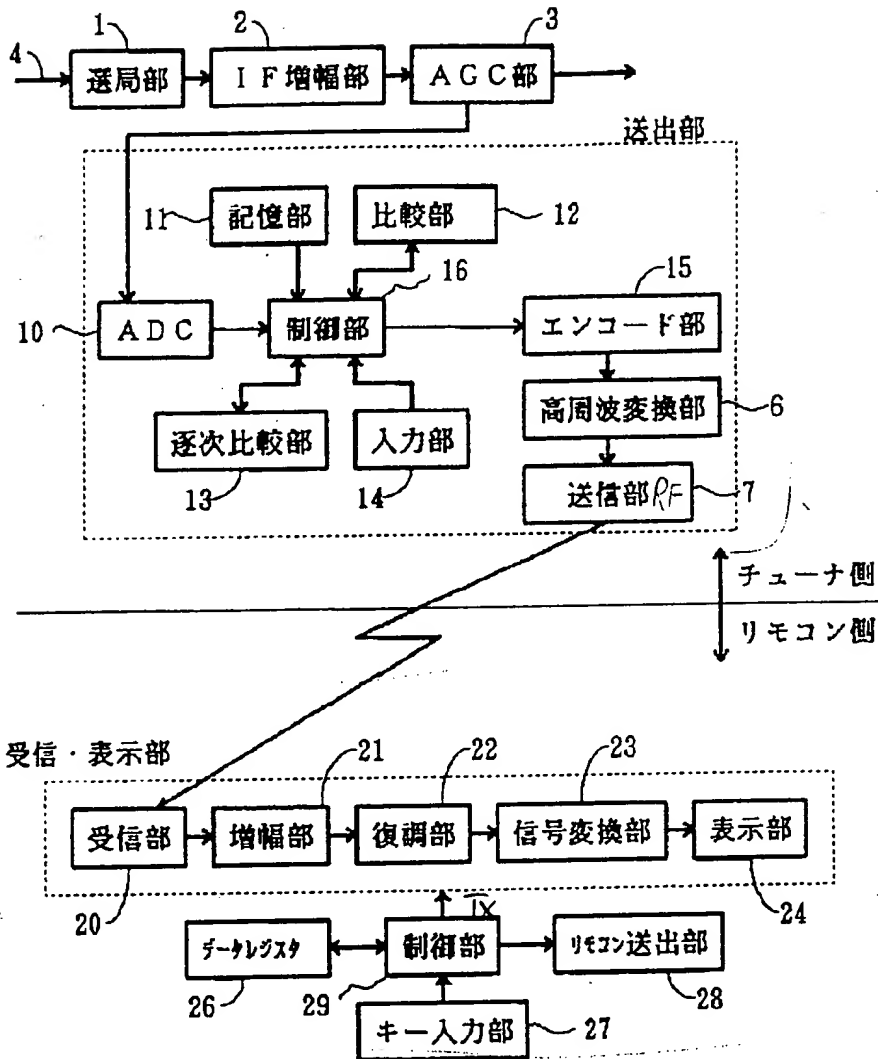 1
2
3
4
選局部
IF増幅部
AGC部
送出部
11
記憶部
比較部
12
16
15
10
ADC
制御部
エンコード部
高周波変換部
6
逐次比較部
入力部
13
14
送信部 RF
7
チューナ側
リモコン側
受信・表示部
21
22
23
受信部
増幅部
復調部
信号変換部
表示部
20
24
TX
データレジスタ
制御部
リモコン送出部
26
29
28
キー入力部
27